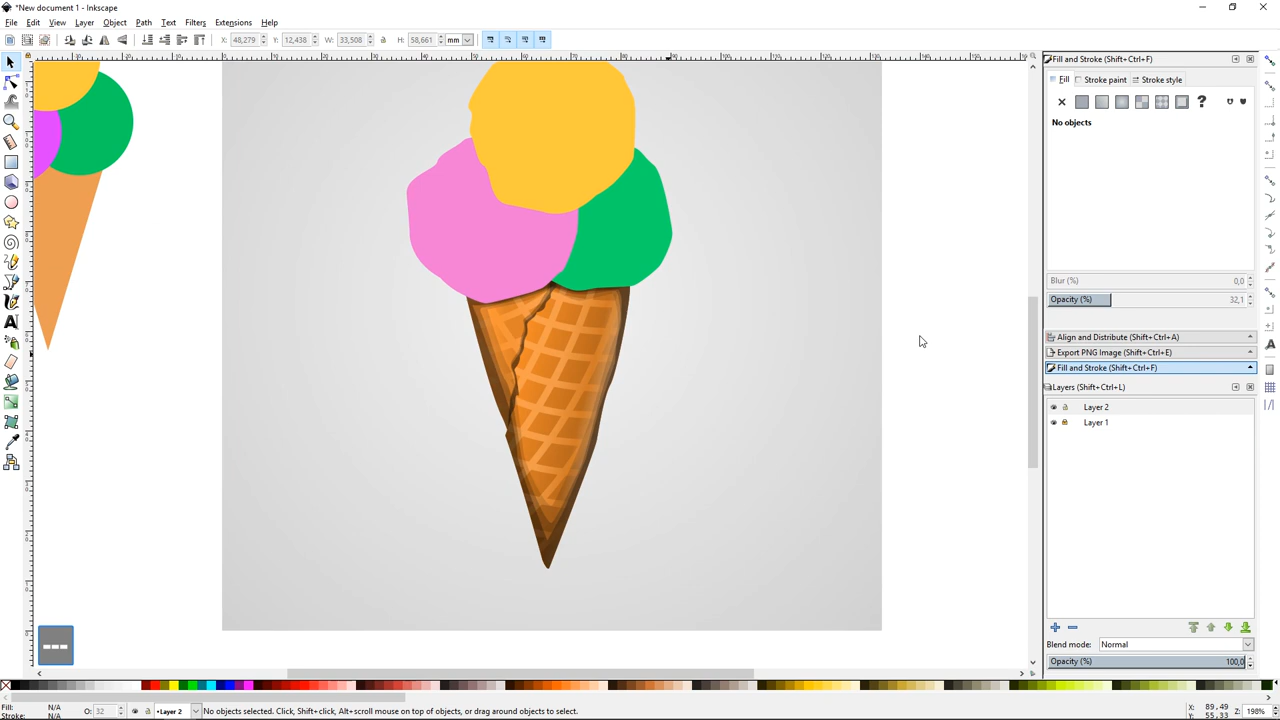 *New document 1 - Inkscape
File Edit View Layer Object Path Text Filters Extensions Help
X: 48,279 Y: 12,438 W: 33,508 H: 58,661 mm
Fill and Stroke (Shift+Ctrl+F)
Fill Stroke paint Stroke style
?
No objects
Blur (%) 0,0
Opacity (%) 32,1
Align and Distribute (Shift+Ctrl+A)
Export PNG Image (Shift+Ctrl+E)
Fill and Stroke (Shift+Ctrl+F)
Layers (Shift+Ctrl+L)
Layer 2
Layer 1
Blend mode: Normal
Opacity (%) 100,0
Fill: N/A
Stroke: N/A
O: 32
•Layer 2
No objects selected. Click, Shift+click, Alt+scroll mouse on top of objects, or drag around objects to select.
X: 89,49
Y: 55,33
Z: 198%